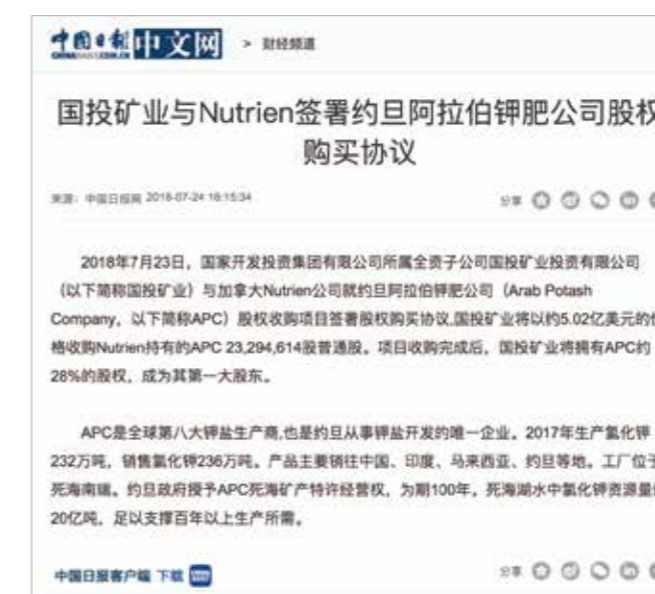 中国日报 中文网 > 财经频道
国投矿业与Nutrien签署约旦阿拉伯钾肥公司股权
购买协议
来源：中国日报网 2018-07-24 16:15:34 分享
2018年7月23日，国家开发投资集团有限公司所属全资子公司国投矿业投资有限公司
（以下简称国投矿业）与加拿大Nutrien公司就约旦阿拉伯钾肥公司（Arab Potash
Company，以下简称APC）股权收购项目签署股权购买协议,国投矿业将以约5.02亿美元的价
格收购Nutrien持有的APC 23,294,614股普通股。项目收购完成后，国投矿业将拥有APC约
28%的股权，成为其第一大股东。
APC是全球第八大钾盐生产商,也是约旦从事钾盐开发的唯一企业。2017年生产氯化钾
232万吨，销售氯化钾236万吨。产品主要销往中国、印度、马来西亚、约旦等地。工厂位于
死海南端。约旦政府授予APC死海矿产特许经营权，为期100年。死海湖水中氯化钾资源量
20亿吨，足以支撑百年以上生产所需。
中国日报客户端 下载 分享